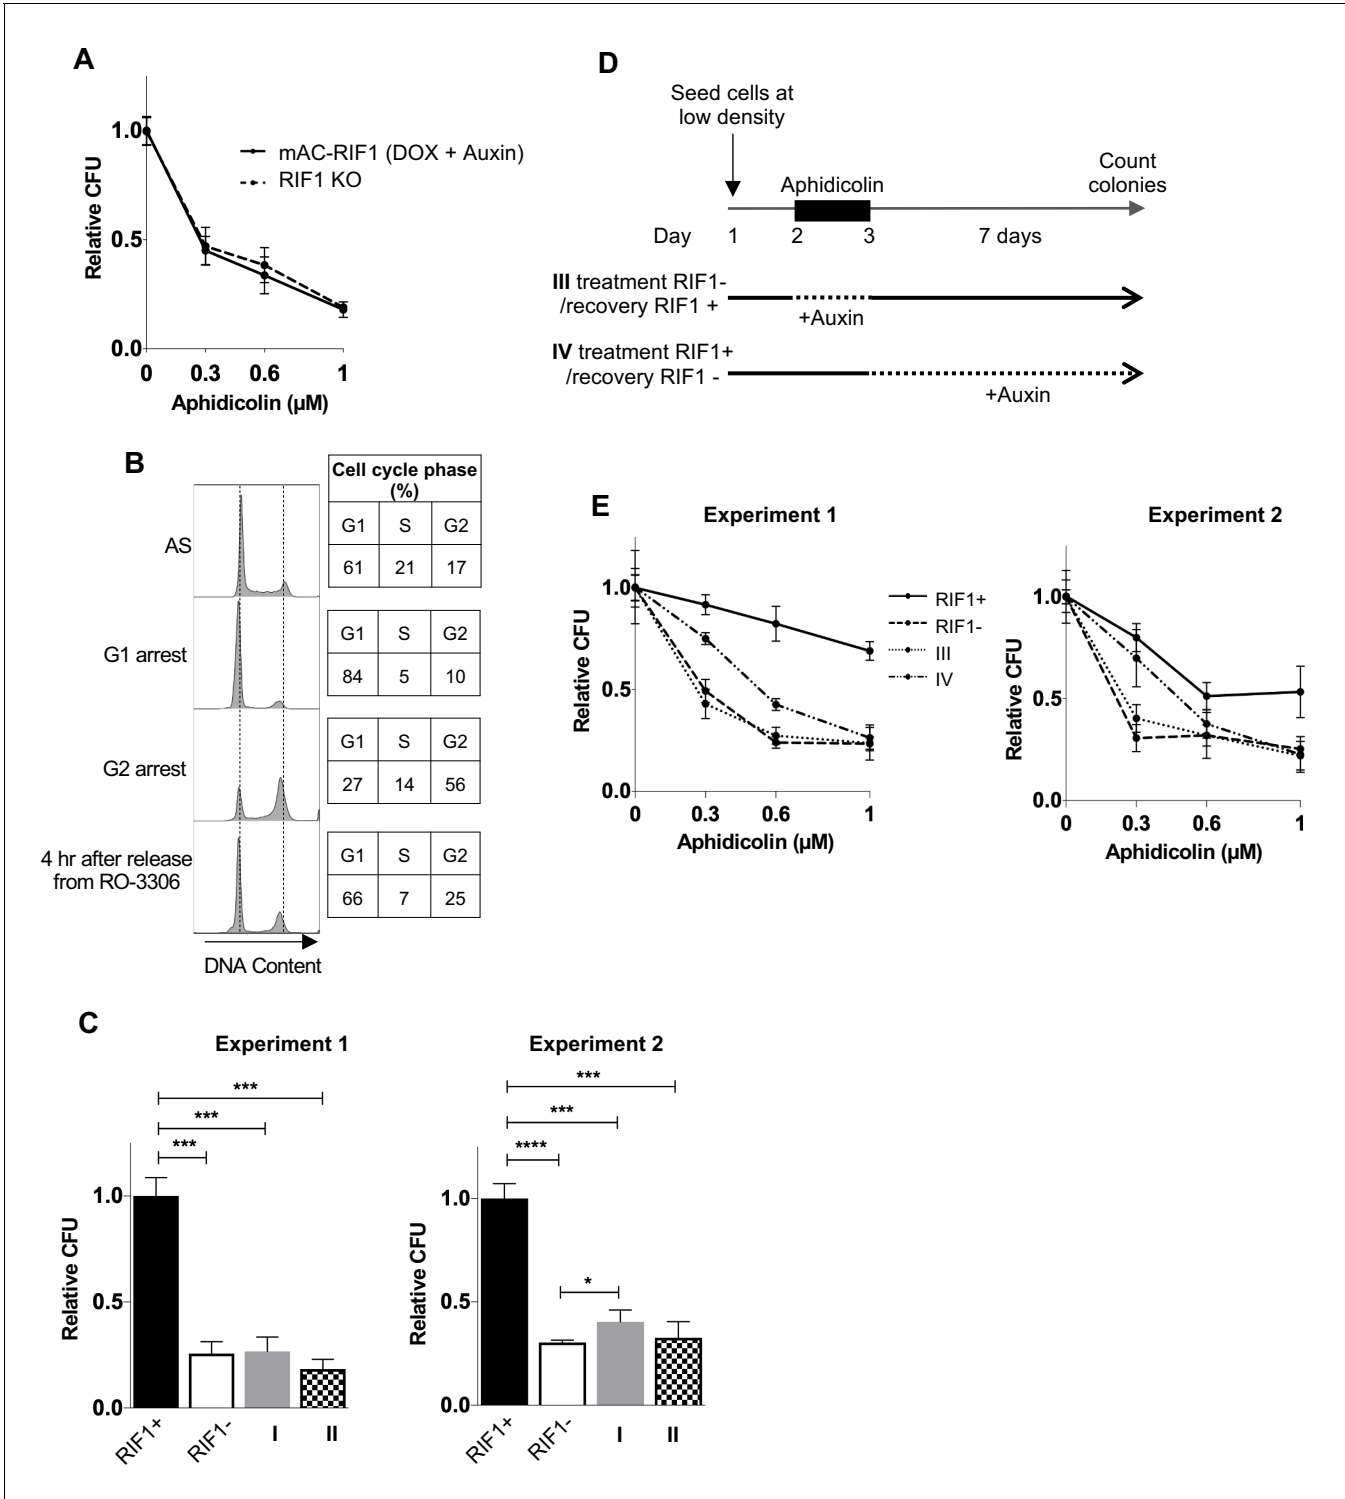 A
1.0
0.5
0.0
Relative CFU
0 0.3 0.6 1
Aphidicolin (µM)
mAC-RIF1 (DOX + Auxin)
RIF1 KO
B
Cell cycle phase
(%)
AS
G1 S G2
61 21 17
G1 arrest
G1 S G2
84 5 10
G2 arrest
G1 S G2
27 14 56
4 hr after release
from RO-3306
G1 S G2
66 7 25
DNA Content
C
Experiment 1
***
***
***
1.0
0.5
0.0
Relative CFU
RIF1+ RIF1- I II
Experiment 2
***
***
****
*
1.0
0.5
0.0
Relative CFU
RIF1+ RIF1- I II
D
Seed cells at
low density
Aphidicolin
Count
colonies
Day 1 2 3 7 days
III treatment RIF1-
/recovery RIF1 +
+Auxin
IV treatment RIF1+
/recovery RIF1 -
+Auxin
E
Experiment 1
1.0
0.5
0.0
Relative CFU
0 0.3 0.6 1
Aphidicolin (µM)
RIF1+
RIF1-
III
IV
Experiment 2
1.0
0.5
0.0
Relative CFU
0 0.3 0.6 1
Aphidicolin (µM)